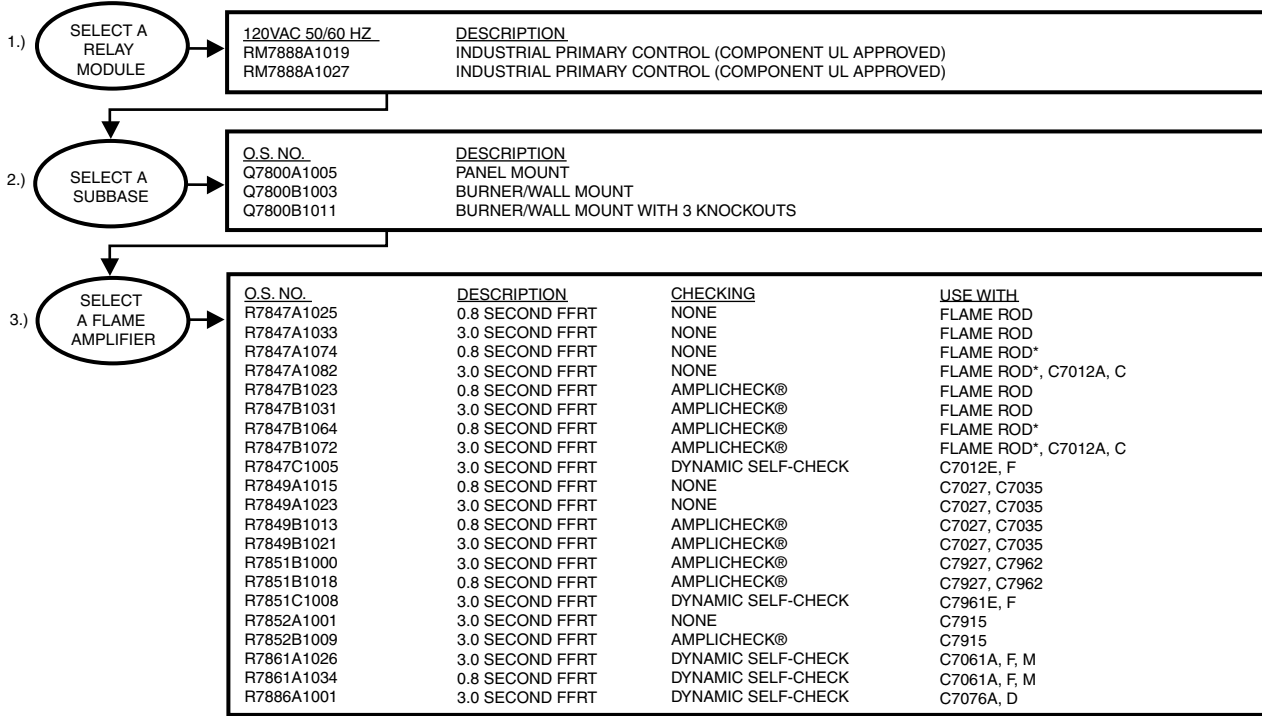 1.) SELECT A
RELAY
MODULE
120VAC 50/60 HZ DESCRIPTION
RM7888A1019 INDUSTRIAL PRIMARY CONTROL (COMPONENT UL APPROVED)
RM7888A1027 INDUSTRIAL PRIMARY CONTROL (COMPONENT UL APPROVED)
2.) SELECT A
SUBBASE
O.S. NO. DESCRIPTION
Q7800A1005 PANEL MOUNT
Q7800B1003 BURNER/WALL MOUNT
Q7800B1011 BURNER/WALL MOUNT WITH 3 KNOCKOUTS
3.) SELECT
A FLAME
AMPLIFIER
O.S. NO. DESCRIPTION CHECKING USE WITH
R7847A1025 0.8 SECOND FFRT NONE FLAME ROD
R7847A1033 3.0 SECOND FFRT NONE FLAME ROD
R7847A1074 0.8 SECOND FFRT NONE FLAME ROD*
R7847A1082 3.0 SECOND FFRT NONE FLAME ROD*, C7012A, C
R7847B1023 0.8 SECOND FFRT AMPLICHECK® FLAME ROD
R7847B1031 3.0 SECOND FFRT AMPLICHECK® FLAME ROD
R7847B1064 0.8 SECOND FFRT AMPLICHECK® FLAME ROD*
R7847B1072 3.0 SECOND FFRT AMPLICHECK® FLAME ROD*, C7012A, C
R7847C1005 3.0 SECOND FFRT DYNAMIC SELF-CHECK C7012E, F
R7849A1015 0.8 SECOND FFRT NONE C7027, C7035
R7849A1023 3.0 SECOND FFRT NONE C7027, C7035
R7849B1013 0.8 SECOND FFRT AMPLICHECK® C7027, C7035
R7849B1021 3.0 SECOND FFRT AMPLICHECK® C7027, C7035
R7851B1000 3.0 SECOND FFRT AMPLICHECK® C7927, C7962
R7851B1018 0.8 SECOND FFRT AMPLICHECK® C7927, C7962
R7851C1008 3.0 SECOND FFRT DYNAMIC SELF-CHECK C7961E, F
R7852A1001 3.0 SECOND FFRT NONE C7915
R7852B1009 3.0 SECOND FFRT AMPLICHECK® C7915
R7861A1026 3.0 SECOND FFRT DYNAMIC SELF-CHECK C7061A, F, M
R7861A1034 0.8 SECOND FFRT DYNAMIC SELF-CHECK C7061A, F, M
R7886A1001 3.0 SECOND FFRT DYNAMIC SELF-CHECK C7076A, D